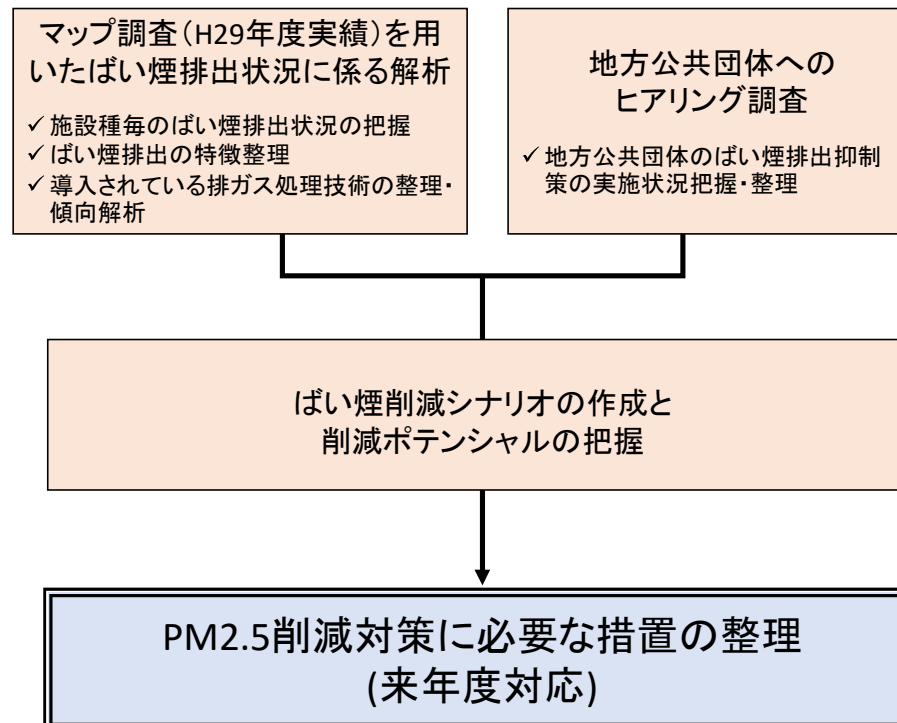 マップ調査(H29年度実績)を用
いたばい煙排出状況に係る解析
✓ 施設種毎のばい煙排出状況の把握
✓ ばい煙排出の特徴整理
✓ 導入されている排ガス処理技術の整理・
傾向解析
地方公共団体への
ヒアリング調査
✓ 地方公共団体のばい煙排出抑制
策の実施状況把握・整理
ばい煙削減シナリオの作成と
削減ポテンシャルの把握
PM2.5削減対策に必要な措置の整理
(来年度対応)